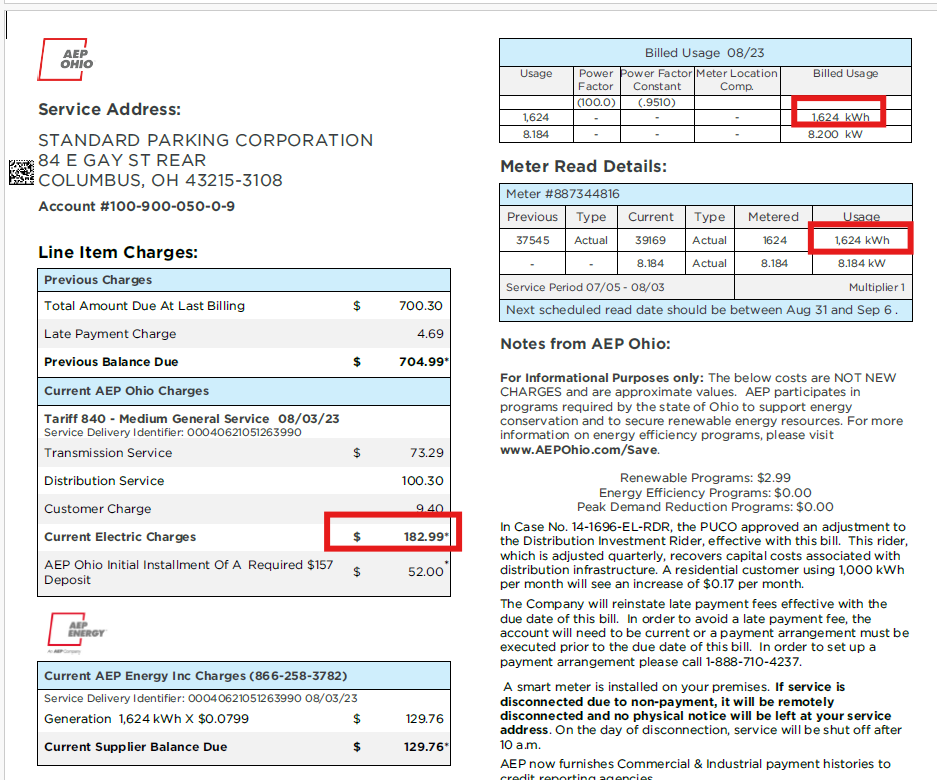 AEP
OHIO
Service Address:
STANDARD PARKING CORPORATION
84 E GAY ST REAR
COLUMBUS, OH 43215-3108
Account #100-900-050-0-9
Line Item Charges:
Previous Charges
Total Amount Due At Last Billing $ 700.30
Late Payment Charge 4.69
Previous Balance Due $ 704.99*
Current AEP Ohio Charges
Tariff 840 - Medium General Service 08/03/23
Service Delivery Identifier: 00040621051263990
Transmission Service $ 73.29
Distribution Service 100.30
Customer Charge 9.40
Current Electric Charges $ 182.99*
AEP Ohio Initial Installment Of A Required $157
Deposit $ 52.00*
AEP
ENERGY
An AEP Company
Current AEP Energy Inc Charges (866-258-3782)
Service Delivery Identifier: 00040621051263990 08/03/23
Generation 1,624 kWh X $0.0799 $ 129.76
Current Supplier Balance Due $ 129.76*
Billed Usage 08/23
Usage Power Factor Power Factor Constant Meter Location Comp. Billed Usage
(100.0) (.9510)
1,624 - - - 1,624 kWh
8.184 - - - 8.200 kW
Meter Read Details:
Meter #887344816
Previous Type Current Type Metered Usage
37545 Actual 39169 Actual 1624 1,624 kWh
- - 8.184 Actual 8.184 8.184 kW
Service Period 07/05 - 08/03 Multiplier 1
Next scheduled read date should be between Aug 31 and Sep 6 .
Notes from AEP Ohio:
For Informational Purposes only: The below costs are NOT NEW
CHARGES and are approximate values. AEP participates in
programs required by the state of Ohio to support energy
conservation and to secure renewable energy resources. For more
information on energy efficiency programs, please visit
www.AEPOhio.com/Save.
Renewable Programs: $2.99
Energy Efficiency Programs: $0.00
Peak Demand Reduction Programs: $0.00
In Case No. 14-1696-EL-RDR, the PUCO approved an adjustment to
the Distribution Investment Rider, effective with this bill. This rider,
which is adjusted quarterly, recovers capital costs associated with
distribution infrastructure. A residential customer using 1,000 kWh
per month will see an increase of $0.17 per month.
The Company will reinstate late payment fees effective with the
due date of this bill. In order to avoid a late payment fee, the
account will need to be current or a payment arrangement must be
executed prior to the due date of this bill. In order to set up a
payment arrangement please call 1-888-710-4237.
A smart meter is installed on your premises. If service is
disconnected due to non-payment, it will be remotely
disconnected and no physical notice will be left at your service
address. On the day of disconnection, service will be shut off after
10 a.m.
AEP now furnishes Commercial & Industrial payment histories to
credit reporting agencies.